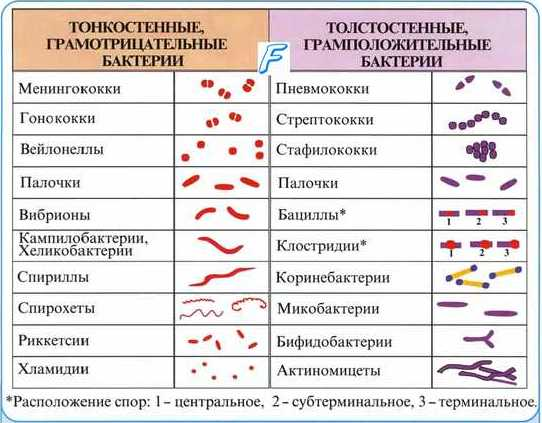 ТОНКОСТЕННЫЕ,
ГРАМОТРИЦАТЕЛЬНЫЕ
БАКТЕРИИ
F
ТОЛСТОСТЕННЫЕ,
ГРАМПОЛОЖИТЕЛЬНЫЕ
БАКТЕРИИ
Менингококки
Пневмококки
Гонококки
Стрептококки
Вейлонеллы
Стафилококки
Палочки
Палочки
Вибрионы
Бациллы*
1 2 3
Кампилобактерии,
Хеликобактерии
Клостридии*
1 2 3
Спириллы
Коринебактерии
Спирохеты
Микобактерии
Риккетсии
Бифидобактерии
Хламидии
Актиномицеты
*Расположение спор: 1 – центральное, 2 – субтерминальное, 3 – терминальное.